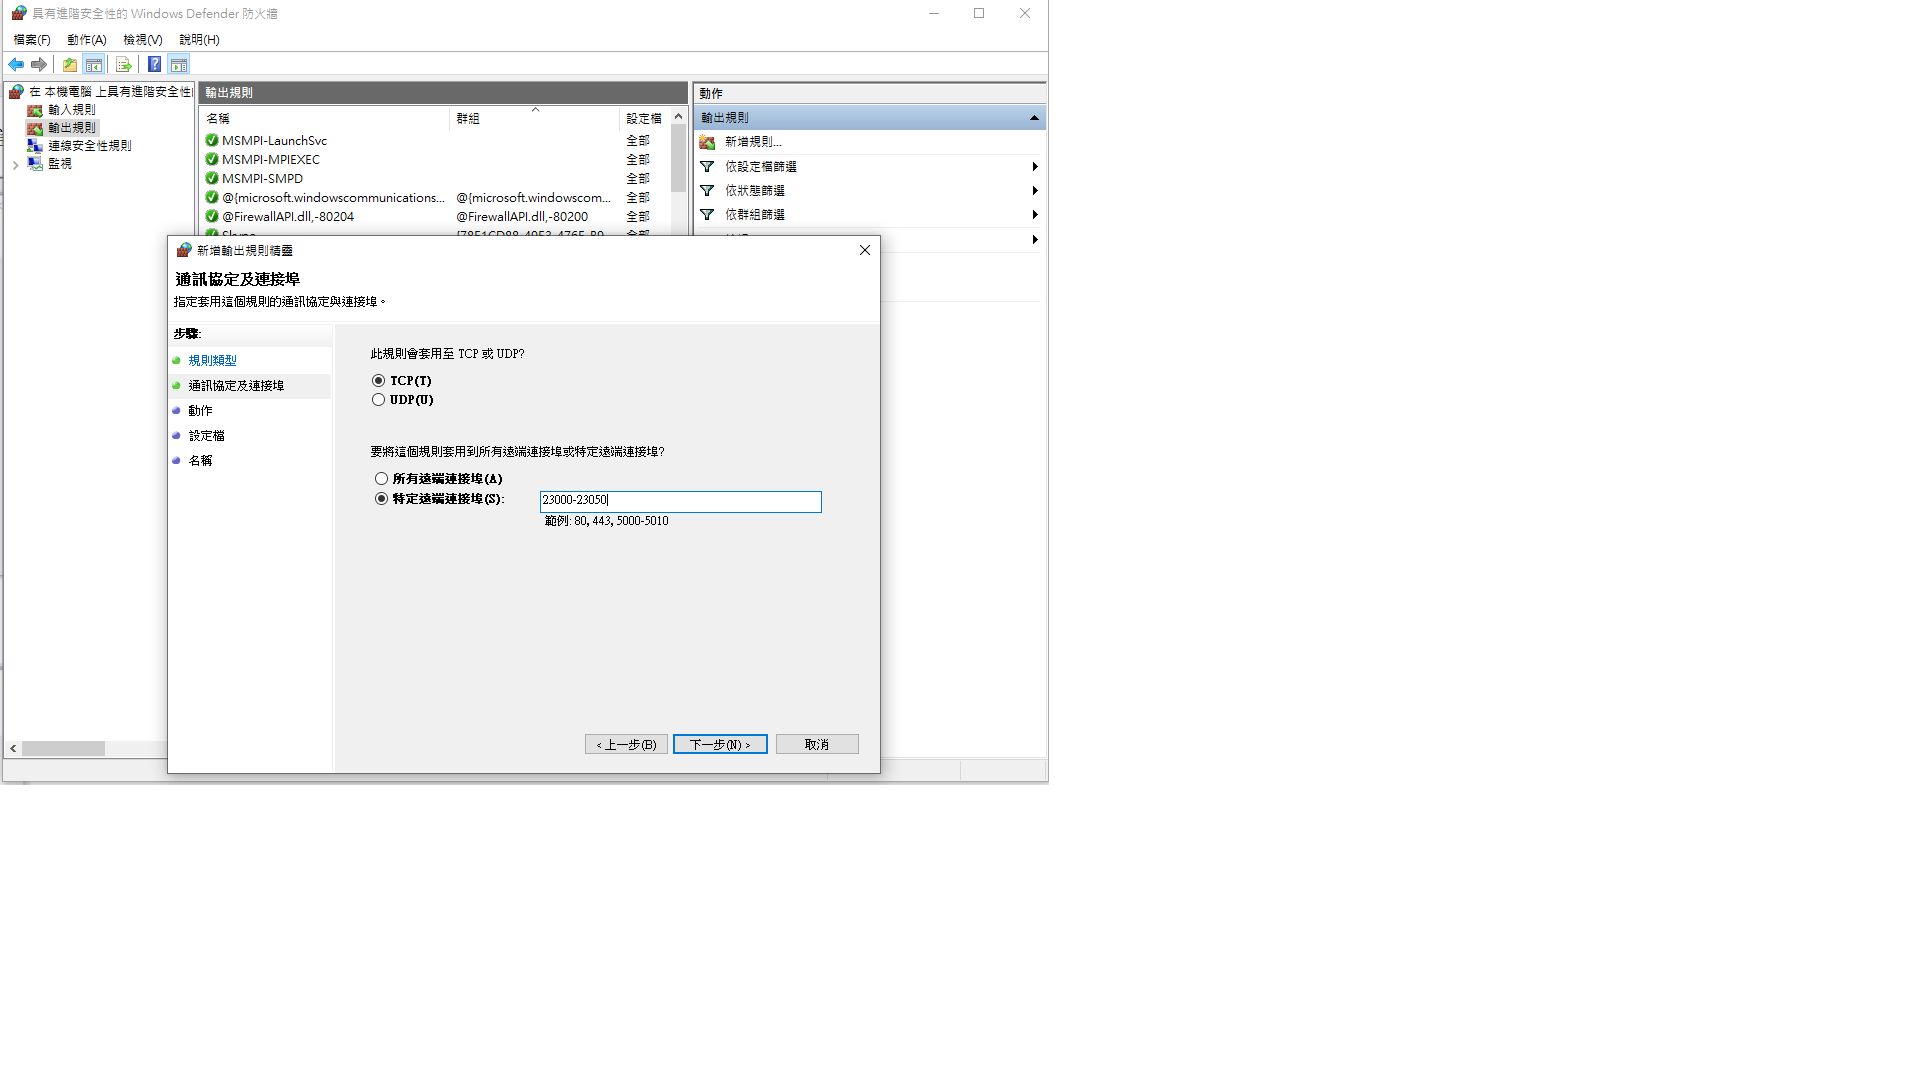 具有進階安全性的 Windows Defender 防火牆
檔案(F) 動作(A) 檢視(V) 說明(H)
在 本機電腦 上具有進階安全性
輸入規則
輸出規則
連線安全性規則
監視
輸出規則
名稱 群組 設定檔
MSMPI-LaunchSvc 全部
MSMPI-MPIEXEC 全部
MSMPI-SMPD 全部
@{microsoft.windowscommunications... @{microsoft.windowscom... 全部
@FirewallAPI.dll,-80204 @FirewallAPI.dll,-80200 全部
動作
輸出規則
新增規則...
依設定檔篩選
依狀態篩選
依群組篩選
新增輸出規則精靈
通訊協定及連接埠
指定套用這個規則的通訊協定與連接埠。
步驟:
規則類型
通訊協定及連接埠
動作
設定檔
名稱
此規則會套用至 TCP 或 UDP?
TCP(T)
UDP(U)
要將這個規則套用到所有遠端連接埠或特定遠端連接埠?
所有遠端連接埠(A)
特定遠端連接埠(S): 23000-23050
範例: 80, 443, 5000-5010
< 上一步(B) 下一步(N) > 取消